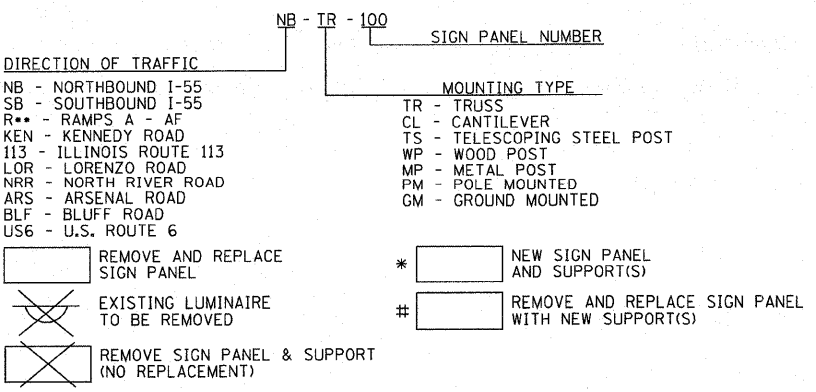 NB - TR - 100
SIGN PANEL NUMBER
DIRECTION OF TRAFFIC
NB - NORTHBOUND I-55
SB - SOUTHBOUND I-55
R** - RAMPS A - AF
KEN - KENNEDY ROAD
113 - ILLINOIS ROUTE 113
LOR - LORENZO ROAD
NRR - NORTH RIVER ROAD
ARS - ARSENAL ROAD
BLF - BLUFF ROAD
US6 - U.S. ROUTE 6
MOUNTING TYPE
TR - TRUSS
CL - CANTILEVER
TS - TELESCOPING STEEL POST
WP - WOOD POST
MP - METAL POST
PM - POLE MOUNTED
GM - GROUND MOUNTED
REMOVE AND REPLACE
SIGN PANEL
EXISTING LUMINAIRE
TO BE REMOVED
REMOVE SIGN PANEL & SUPPORT
(NO REPLACEMENT)
*
NEW SIGN PANEL
AND SUPPORT(S)
#
REMOVE AND REPLACE SIGN PANEL
WITH NEW SUPPORT(S)